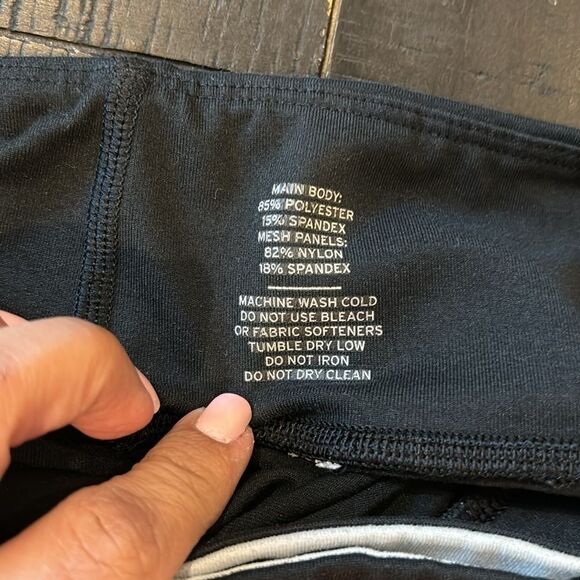 MAIN BODY:
85% POLYESTER
15% SPANDEX
MESH PANELS:
82% NYLON
18% SPANDEX
MACHINE WASH COLD
DO NOT USE BLEACH
OR FABRIC SOFTENERS
TUMBLE DRY LOW
DO NOT IRON
DO NOT DRY CLEAN